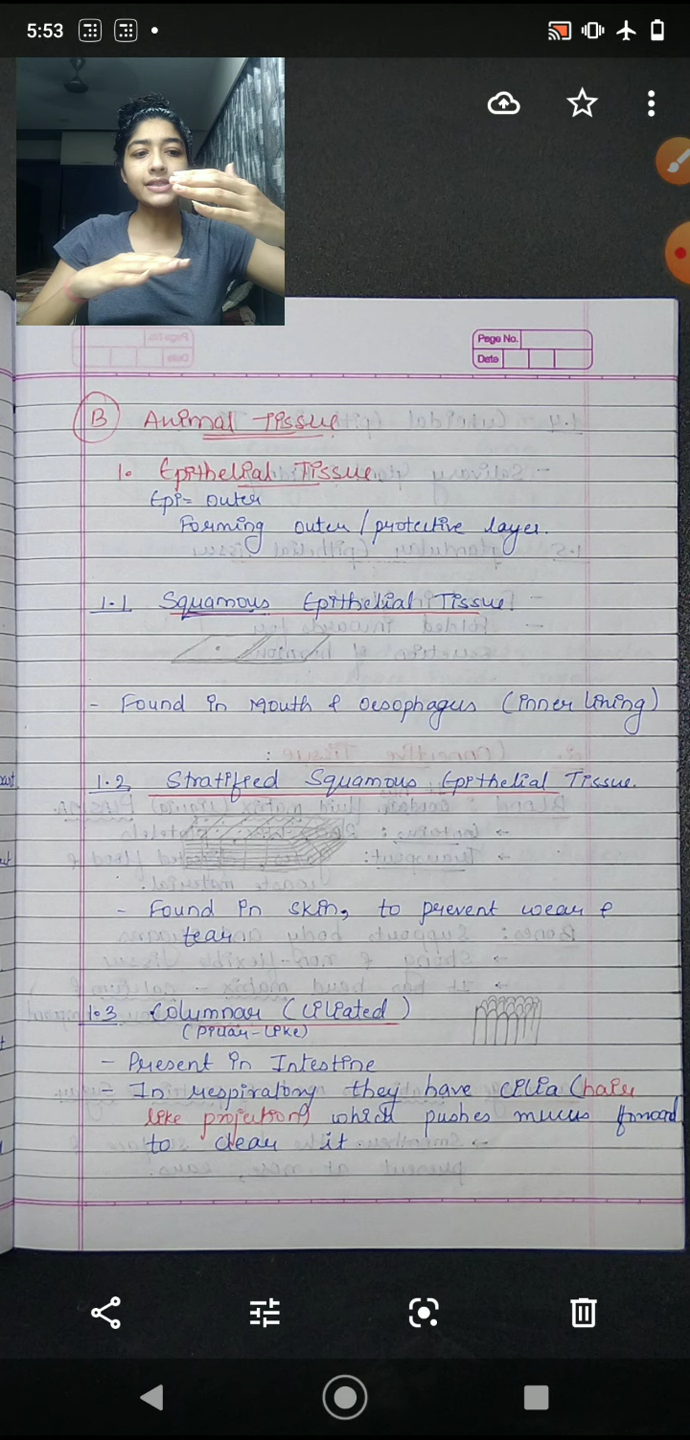 5:53
Page No.
Date
B Animal Tissue
1. Epithelial Tissue
Epi= outer
Forming outer / protective layer.
1.1 Squamous Epithelial Tissue
- Found in Mouth & Oesophagus (inner lining)
1.2 Stratified Squamous Epithelial Tissue.
- Found in skin, to prevent wear &
tear
1.3 Columnar (Ciliated)
(Pillar-like)
- Present in Intestine
- In respiratory they have cilia (hair
like projections) which pushes mucus forward
to clear it.